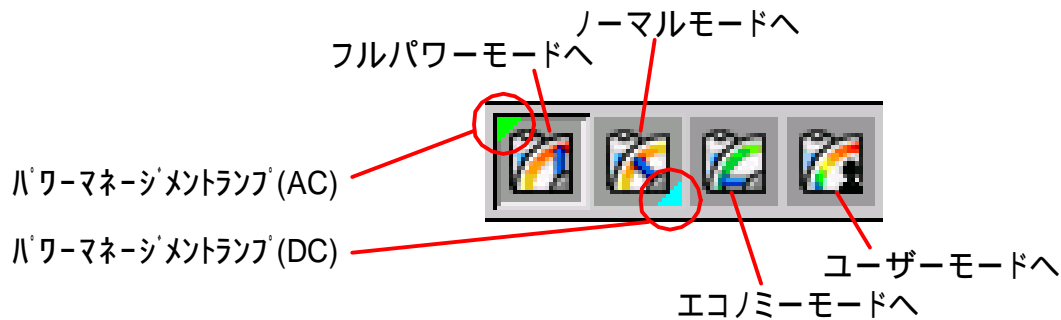 ノーマルモードへ
フルパワーモードへ
ﾊﾟﾜｰﾏﾈｰｼﾞﾒﾝﾄﾗﾝﾌﾟ(AC)
ﾊﾟﾜｰﾏﾈｰｼﾞﾒﾝﾄﾗﾝﾌﾟ(DC)
ユーザーモードへ
エコノミーモードへ